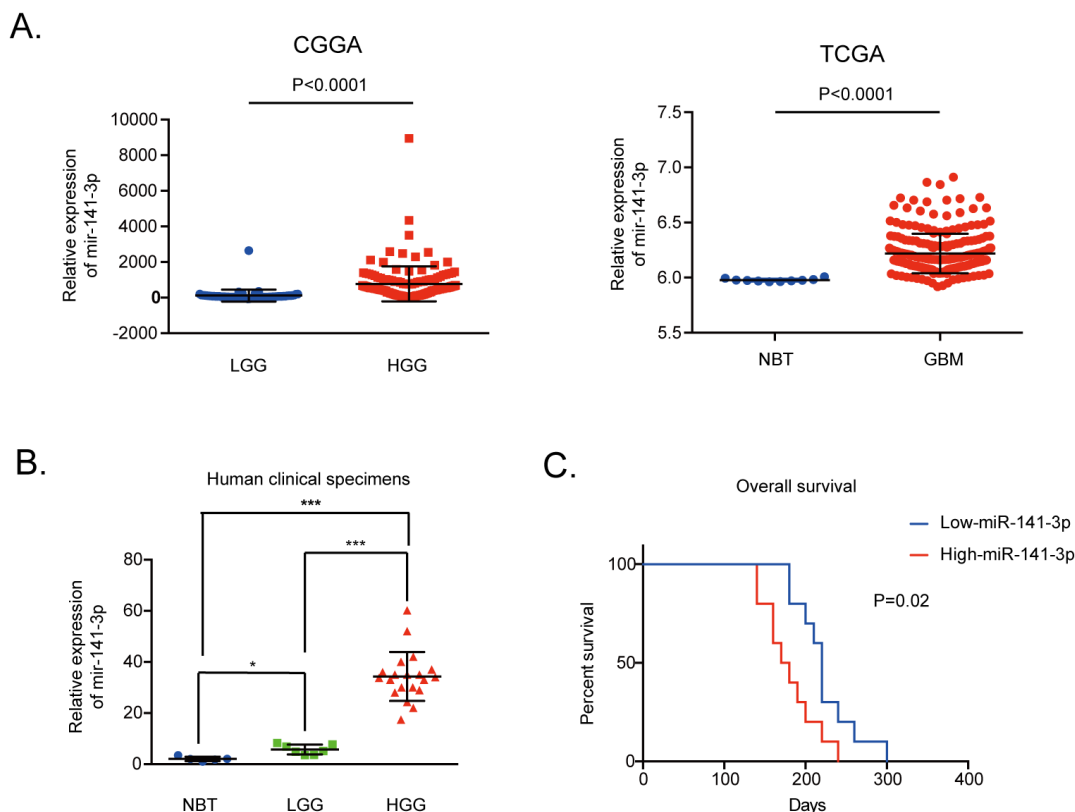 A.
CGGA
P<0.0001
Relative expression
of mir-141-3p
10000
8000
6000
4000
2000
0
-2000
LGG
HGG
TCGA
P<0.0001
Relative expression
of mir-141-3p
7.5
7.0
6.5
6.0
5.5
NBT
GBM
B.
Human clinical specimens
***
***
*
Relative expression
of mir-141-3p
80
60
40
20
0
NBT
LGG
HGG
C.
Overall survival
Low-miR-141-3p
High-miR-141-3p
P=0.02
Percent survival
100
50
0
0
100
200
300
400
Days